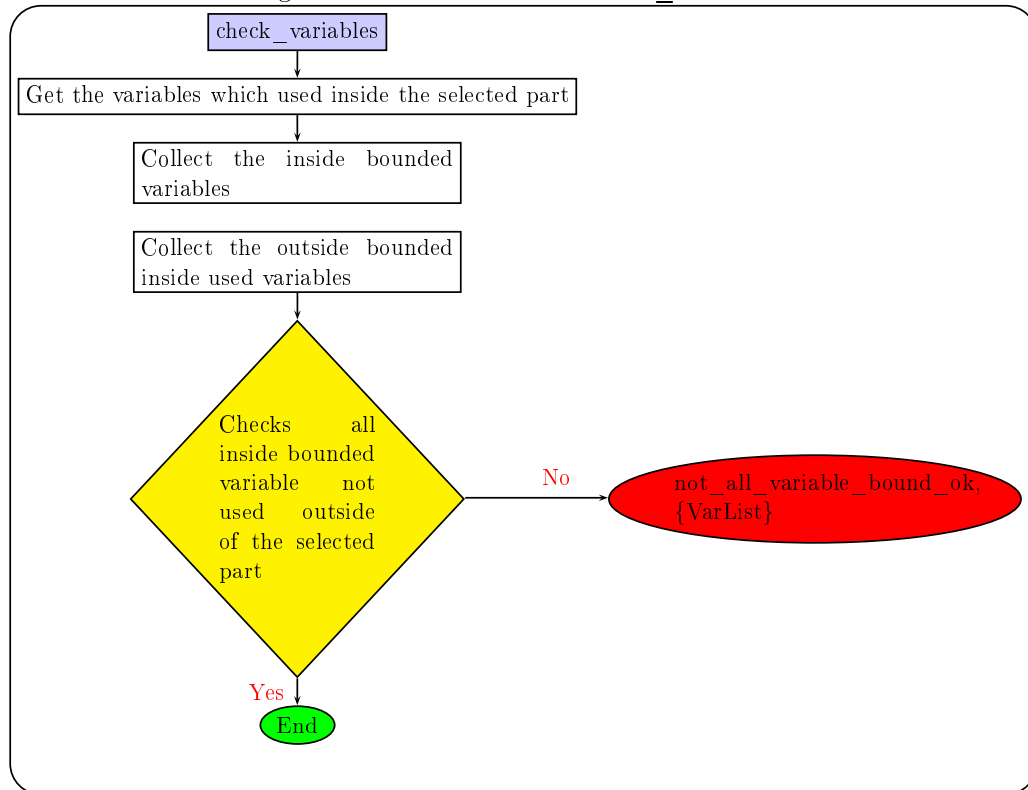 check_variables
Get the variables which used inside the selected part
Collect the inside bounded
variables
Collect the outside bounded
inside used variables
Checks all
inside bounded
variable not
used outside
of the selected
part
No
not_all_variable_bound_ok,
{VarList}
Yes
End